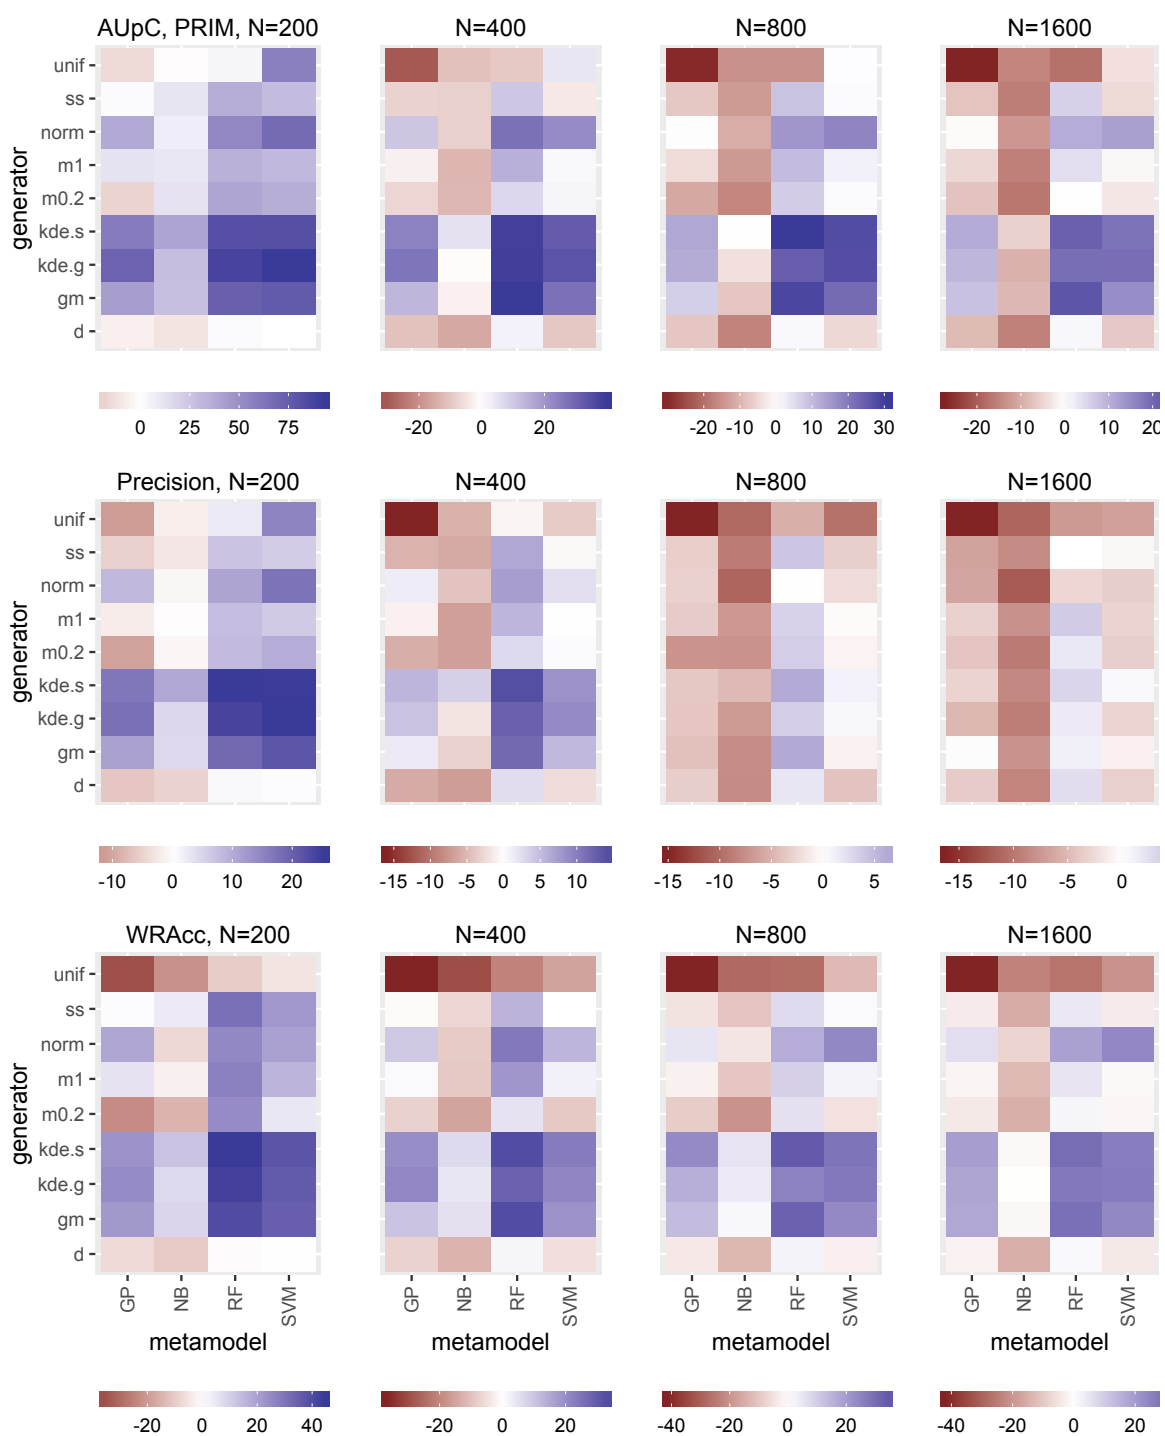 AUpC, PRIM, N=200 N=400 N=800 N=1600
generator
unif
ss
norm
m1
m0.2
kde.s
kde.g
gm
d
0 25 50 75 -20 0 20 -20 -10 0 10 20 30 -20 -10 0 10 20
Precision, N=200 N=400 N=800 N=1600
generator
unif
ss
norm
m1
m0.2
kde.s
kde.g
gm
d
-10 0 10 20 -15 -10 -5 0 5 10 -15 -10 -5 0 5 -15 -10 -5 0
WRAcc, N=200 N=400 N=800 N=1600
generator
unif
ss
norm
m1
m0.2
kde.s
kde.g
gm
d
GP NB RF SVM GP NB RF SVM GP NB RF SVM GP NB RF SVM
metamodel metamodel metamodel metamodel
-20 0 20 40 -20 0 20 -40 -20 0 20 -40 -20 0 20